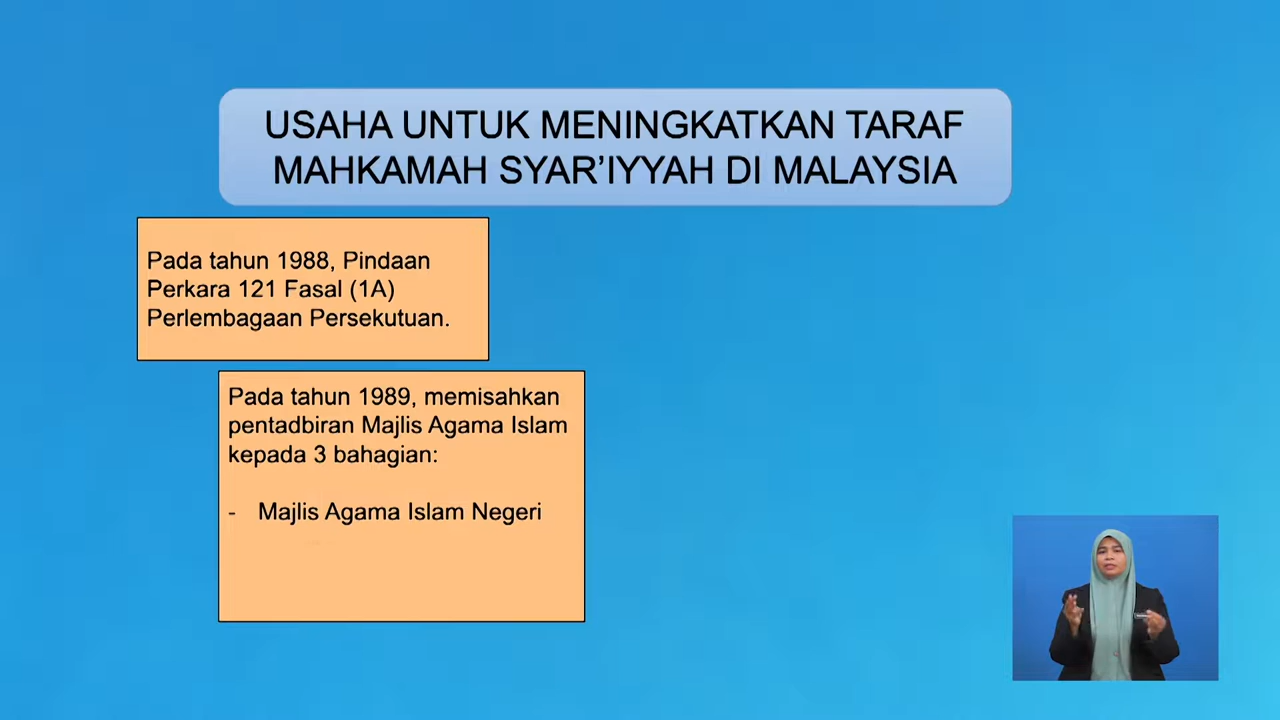 USAHA UNTUK MENINGKATKAN TARAF
MAHKAMAH SYAR’IYYAH DI MALAYSIA
Pada tahun 1988, Pindaan
Perkara 121 Fasal (1A)
Perlembagaan Persekutuan.
Pada tahun 1989, memisahkan
pentadbiran Majlis Agama Islam
kepada 3 bahagian:
- Majlis Agama Islam Negeri